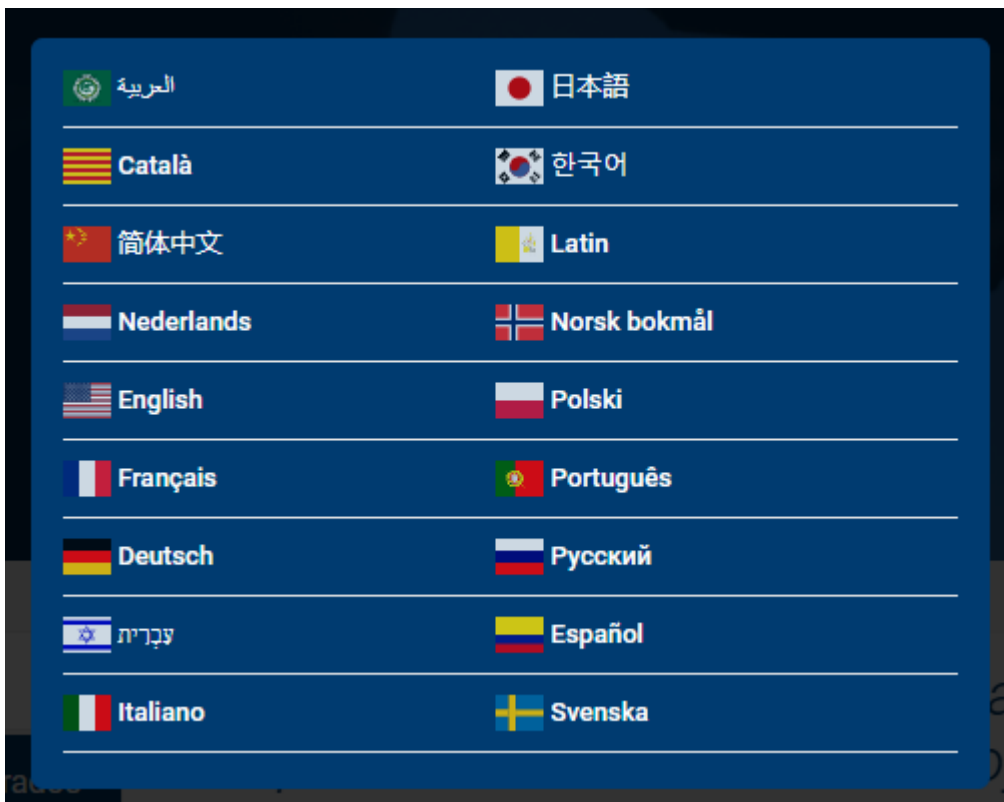 العربية
日本語
Català
한국어
简体中文
Latin
Nederlands
Norsk bokmål
English
Polski
Français
Português
Deutsch
Русский
עִבְרִית
Español
Italiano
Svenska